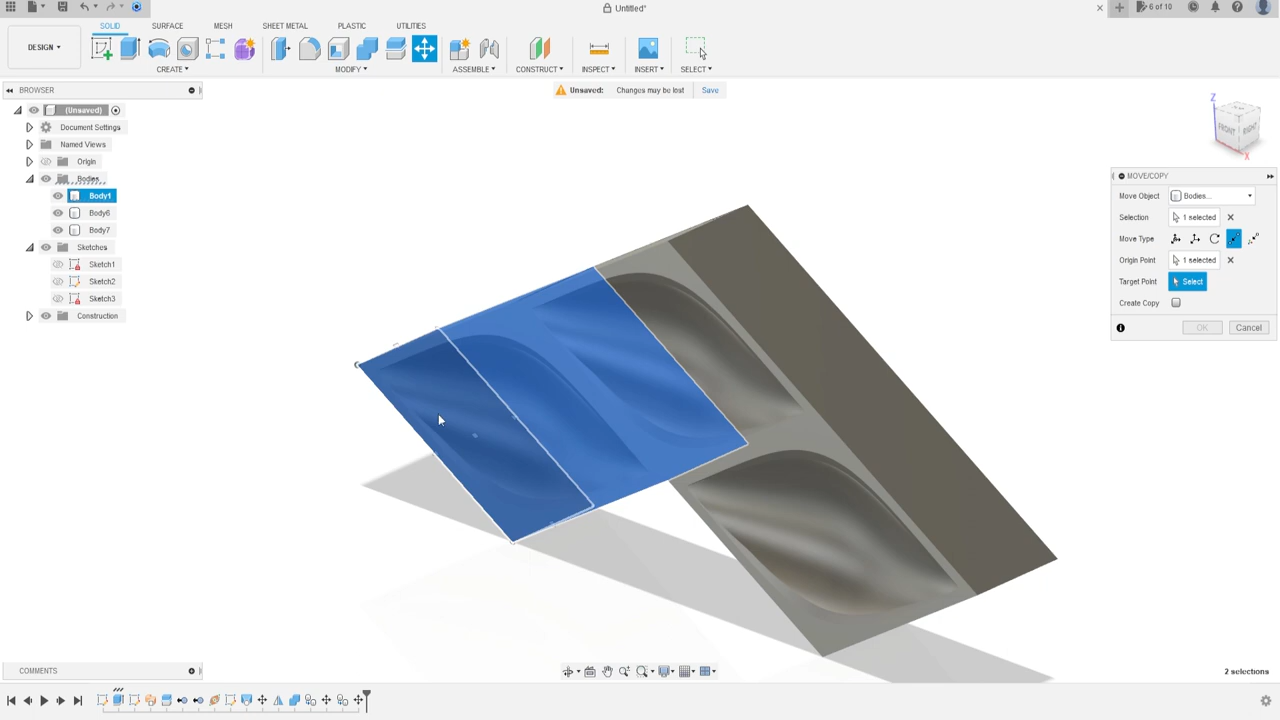 Untitled*
6 of 10
SOLID SURFACE MESH SHEET METAL PLASTIC UTILITIES
DESIGN
CREATE MODIFY ASSEMBLE CONSTRUCT INSPECT INSERT SELECT
BROWSER
Unsaved: Changes may be lost Save
(Unsaved)
Document Settings
Named Views
Origin
Bodies
Body1
Body6
Body7
Sketches
Sketch1
Sketch2
Sketch3
Construction
Z
FRONT RIGHT
X
MOVE/COPY
Move Object Bodies...
Selection 1 selected
Move Type
Origin Point 1 selected
Target Point Select
Create Copy
OK Cancel
COMMENTS
2 selections